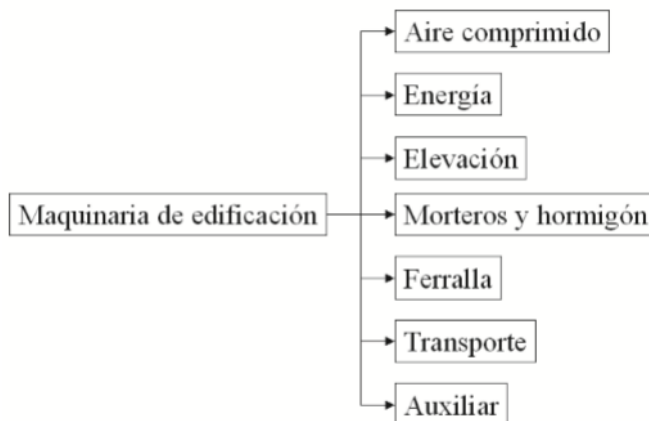 Aire comprimido
Energía
Elevación
Maquinaria de edificación
Morteros y hormigón
Ferralla
Transporte
Auxiliar